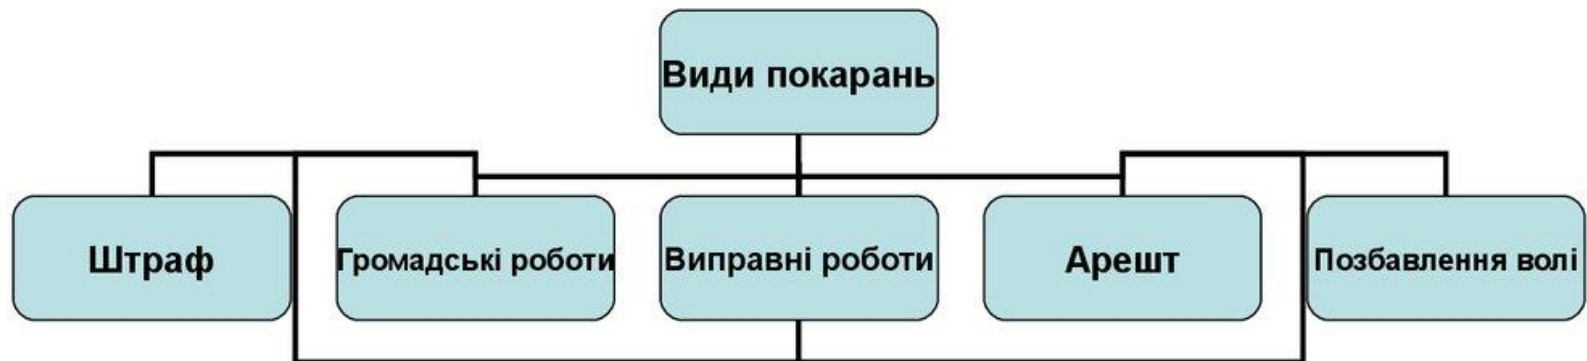 Види покарань
Штраф
Громадські роботи
Виправні роботи
Арешт
Позбавлення волі